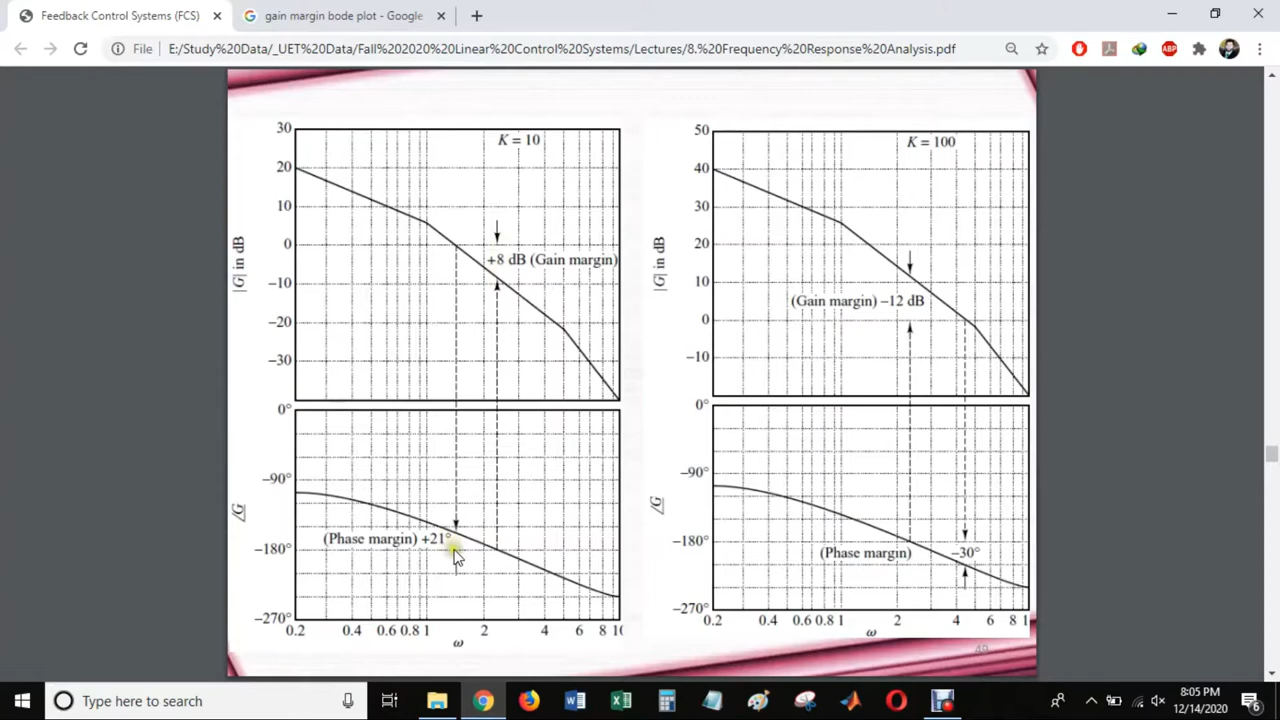 Feedback Control Systems (FCS)
gain margin bode plot - Google
File
E:/Study%20Data/_UET%20Data/Fall%202020%20Linear%20Control%20Systems/Lectures/8.%20Frequency%20Response%20Analysis.pdf
ABP
30
20
10
0
−10
−20
−30
|G| in dB
K = 10
+8 dB (Gain margin)
0°
−90°
−180°
−270°
∠G
(Phase margin) +21°
0.2 0.4 0.6 0.8 1 2 4 6 8 10
ω
50
40
30
20
10
0
−10
|G| in dB
K = 100
(Gain margin) −12 dB
0°
−90°
−180°
−270°
∠G
(Phase margin) −30°
0.2 0.4 0.6 0.8 1 2 4 6 8 1
ω
49
Type here to search
8:05 PM
12/14/2020
6